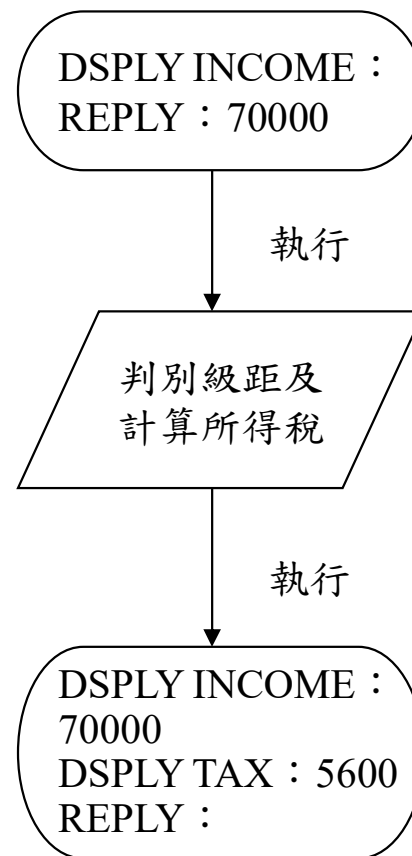 DSPLY INCOME：
REPLY：70000
執行
判別級距及
計算所得稅
執行
DSPLY INCOME：
70000
DSPLY TAX：5600
REPLY：